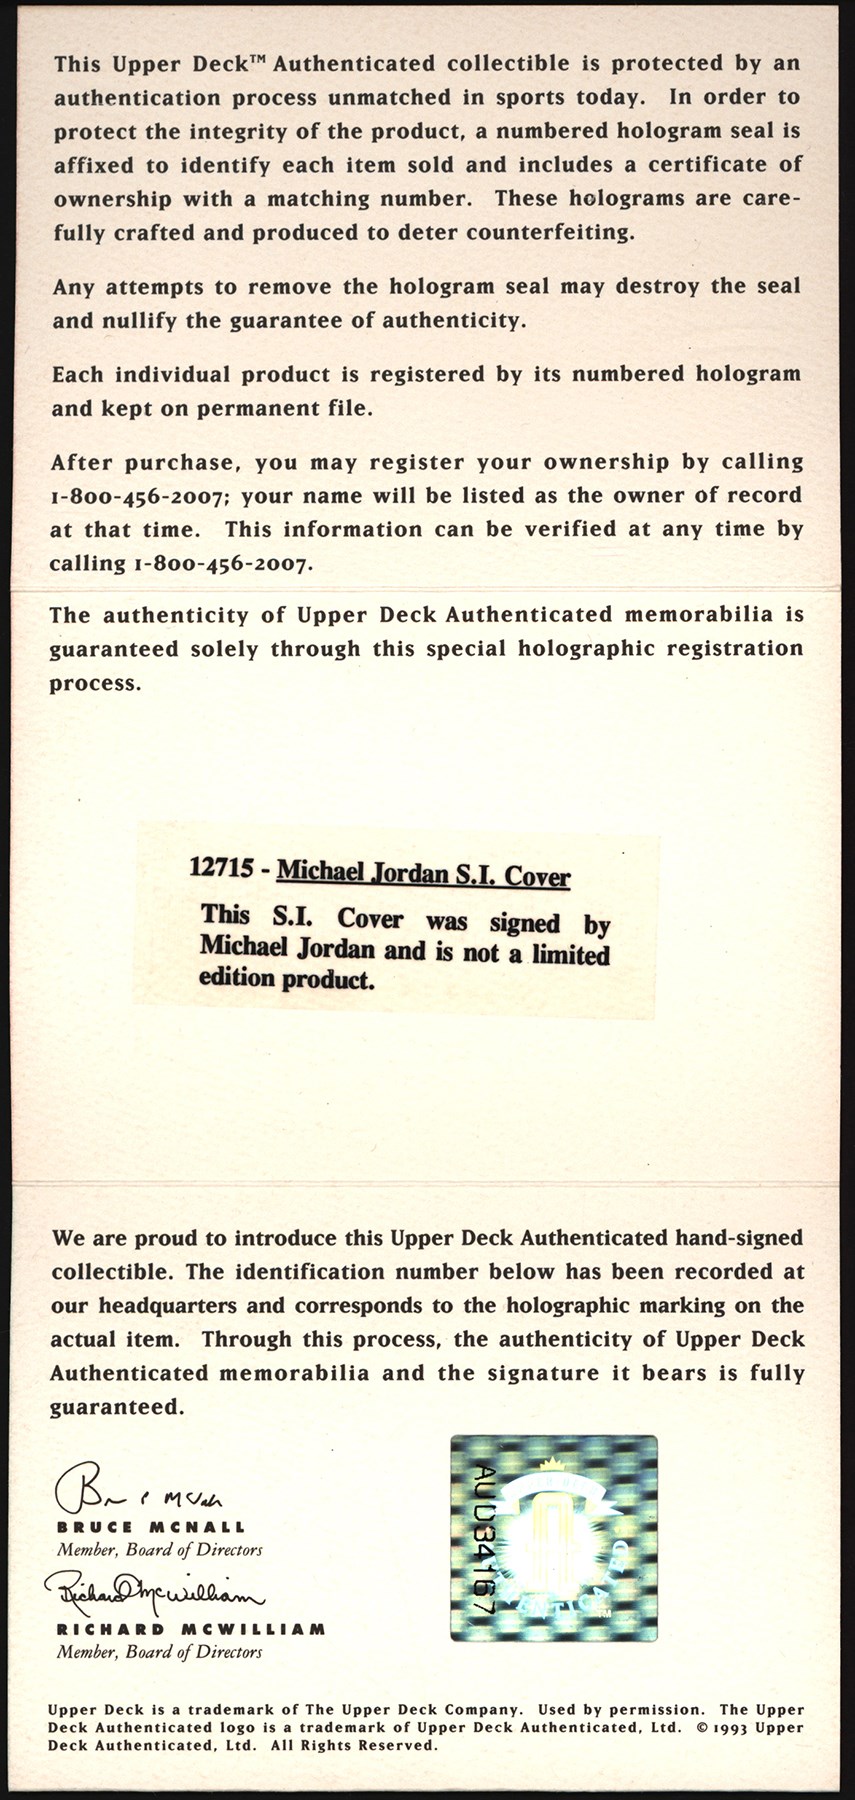 This Upper Deck™ Authenticated collectible is protected by an
authentication process unmatched in sports today. In order to
protect the integrity of the product, a numbered hologram seal is
affixed to identify each item sold and includes a certificate of
ownership with a matching number. These holograms are care-
fully crafted and produced to deter counterfeiting.
Any attempts to remove the hologram seal may destroy the seal
and nullify the guarantee of authenticity.
Each individual product is registered by its numbered hologram
and kept on permanent file.
After purchase, you may register your ownership by calling
1-800-456-2007; your name will be listed as the owner of record
at that time. This information can be verified at any time by
calling 1-800-456-2007.
The authenticity of Upper Deck Authenticated memorabilia is
guaranteed solely through this special holographic registration
process.
12715 - Michael Jordan S.I. Cover
This S.I. Cover was signed by
Michael Jordan and is not a limited
edition product.
We are proud to introduce this Upper Deck Authenticated hand-signed
collectible. The identification number below has been recorded at
our headquarters and corresponds to the holographic marking on the
actual item. Through this process, the authenticity of Upper Deck
Authenticated memorabilia and the signature it bears is fully
guaranteed.
BRUCE MCNALL
Member, Board of Directors
Richard McWilliam
RICHARD MCWILLIAM
Member, Board of Directors
AUD34167
AUTHENTICATED
TM
Upper Deck is a trademark of The Upper Deck Company. Used by permission. The Upper
Deck Authenticated logo is a trademark of Upper Deck Authenticated, Ltd. © 1993 Upper
Deck Authenticated, Ltd. All Rights Reserved.